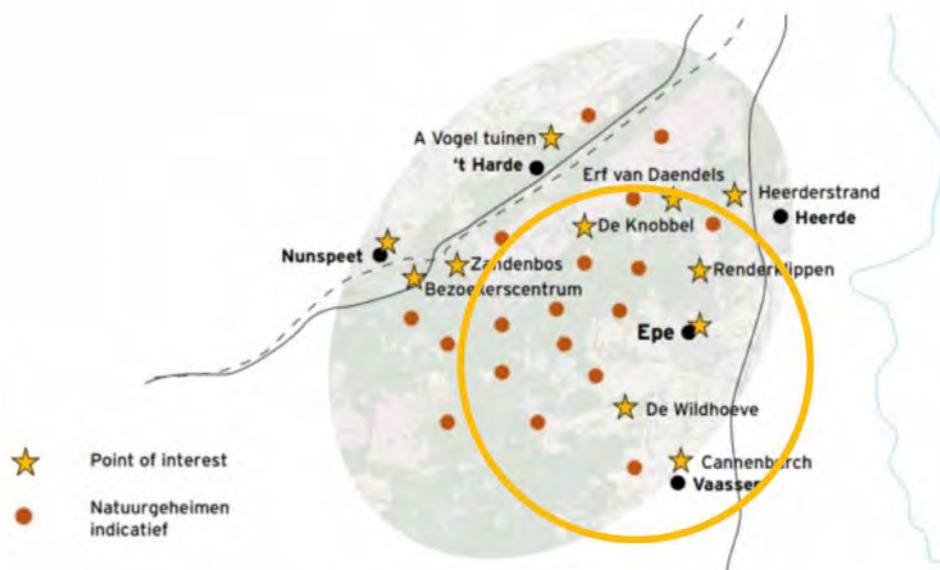 A Vogel tuinen
't Harde
Erf van Daendels
Heerderstrand
Heerde
De Knobbel
Nunspeet
Zandenbos
Renderklippen
Bezoekerscentrum
Epe
De Wildhoeve
Point of interest
Cannenburch
Vaassen
Natuurgeheimen
indicatief